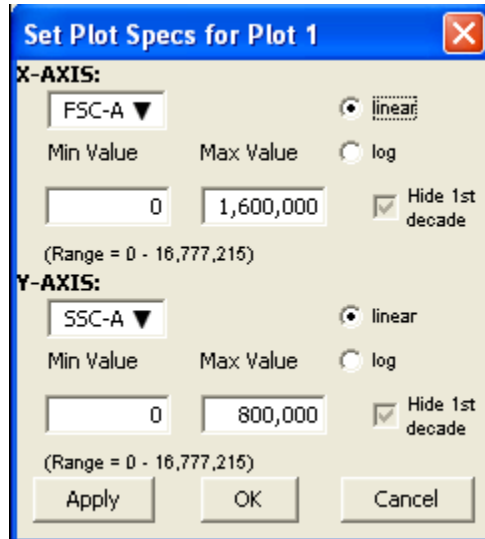 Set Plot Specs for Plot 1
X-AXIS:
FSC-A linear
Min Value Max Value log
0 1,600,000 Hide 1st
decade
(Range = 0 - 16,777,215)
Y-AXIS:
SSC-A linear
Min Value Max Value log
0 800,000 Hide 1st
decade
(Range = 0 - 16,777,215)
Apply OK Cancel